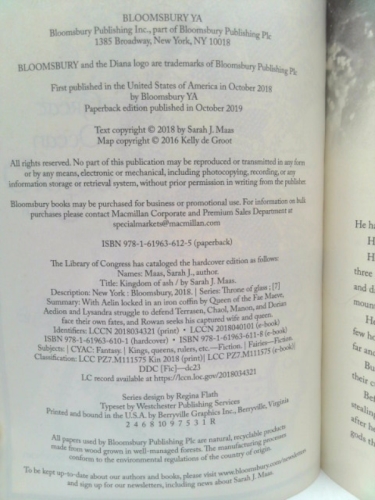 BLOOMSBURY YA
Bloomsbury Publishing Inc., part of Bloomsbury Publishing Plc
1385 Broadway, New York, NY 10018
BLOOMSBURY and the Diana logo are trademarks of Bloomsbury Publishing Plc
First published in the United States of America in October 2018
by Bloomsbury YA
Paperback edition published in October 2019
Text copyright © 2018 by Sarah J. Maas
Map copyright © 2016 by Kelly de Groot
All rights reserved. No part of this publication may be reproduced or transmitted in any form
or by any means, electronic or mechanical, including photocopying, recording, or any
information storage or retrieval system, without prior permission in writing from the publisher.
Bloomsbury books may be purchased for business or promotional use. For information on bulk
purchases please contact Macmillan Corporate and Premium Sales Department at
specialmarkets@macmillan.com
ISBN 978-1-61963-612-5 (paperback)
The Library of Congress has cataloged the hardcover edition as follows:
Names: Maas, Sarah J., author.
Title: Kingdom of ash / by Sarah J. Maas.
Description: New York : Bloomsbury, 2018. | Series: Throne of glass ; [7]
Summary: With Aelin locked in an iron coffin by Queen of the Fae Maeve,
Aedion and Lysandra struggle to defend Terrasen, Chaol, Manon, and Dorian
face their own fates, and Rowan seeks his captured wife and queen.
Identifiers: LCCN 2018034321 (print) • LCCN 2018040101 (e-book)
ISBN 978-1-61963-610-1 (hardcover) • ISBN 978-1-61963-611-8 (e-book)
Subjects: | CYAC: Fantasy. | Kings, queens, rulers, etc.—Fiction. | Fairies—Fiction.
Classification: LCC PZ7.M111575 Kin 2018 (print) | LCC PZ7.M111575 (e-book)
DDC [Fic]—dc23
LC record available at https://lccn.loc.gov/2018034321
Series design by Regina Flath
Typeset by Westchester Publishing Services
Printed and bound in the U.S.A. by Berryville Graphics Inc., Berryville, Virginia
2 4 6 8 10 9 7 5 3 1 R
All papers used by Bloomsbury Publishing Plc are natural, recyclable products
made from wood grown in well-managed forests. The manufacturing processes
conform to the environmental regulations of the country of origin.
To be kept up-to-date about our authors and books, please visit www.bloomsbury.com/newsletters
and sign up for our newsletters, including news about Sarah J. Maas.